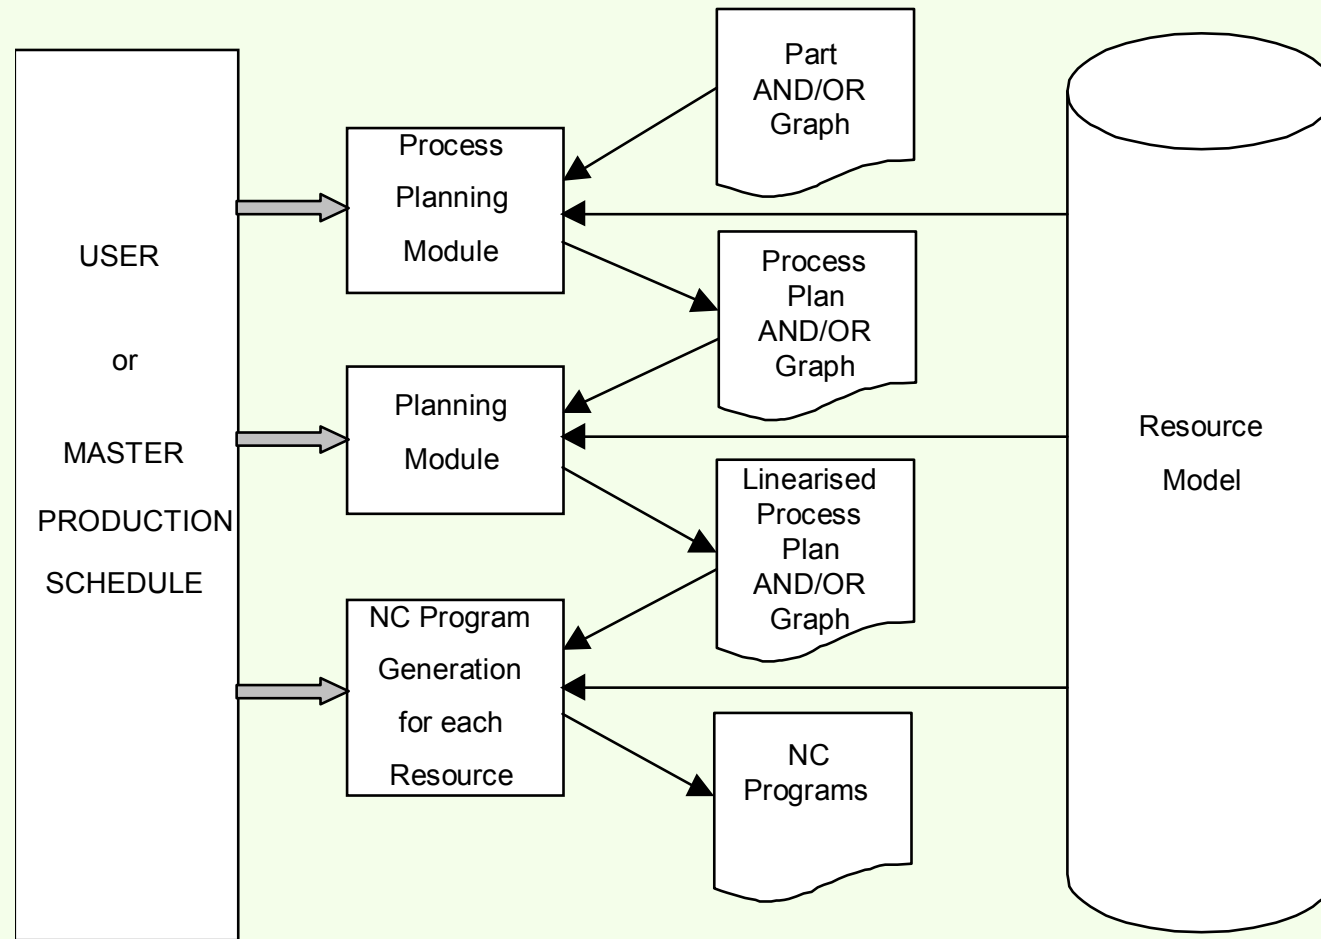 USER
or
MASTER
PRODUCTION
SCHEDULE
Process
Planning
Module
Planning
Module
NC Program
Generation
for each
Resource
Part
AND/OR
Graph
Process
Plan
AND/OR
Graph
Linearised
Process
Plan
AND/OR
Graph
NC
Programs
Resource
Model